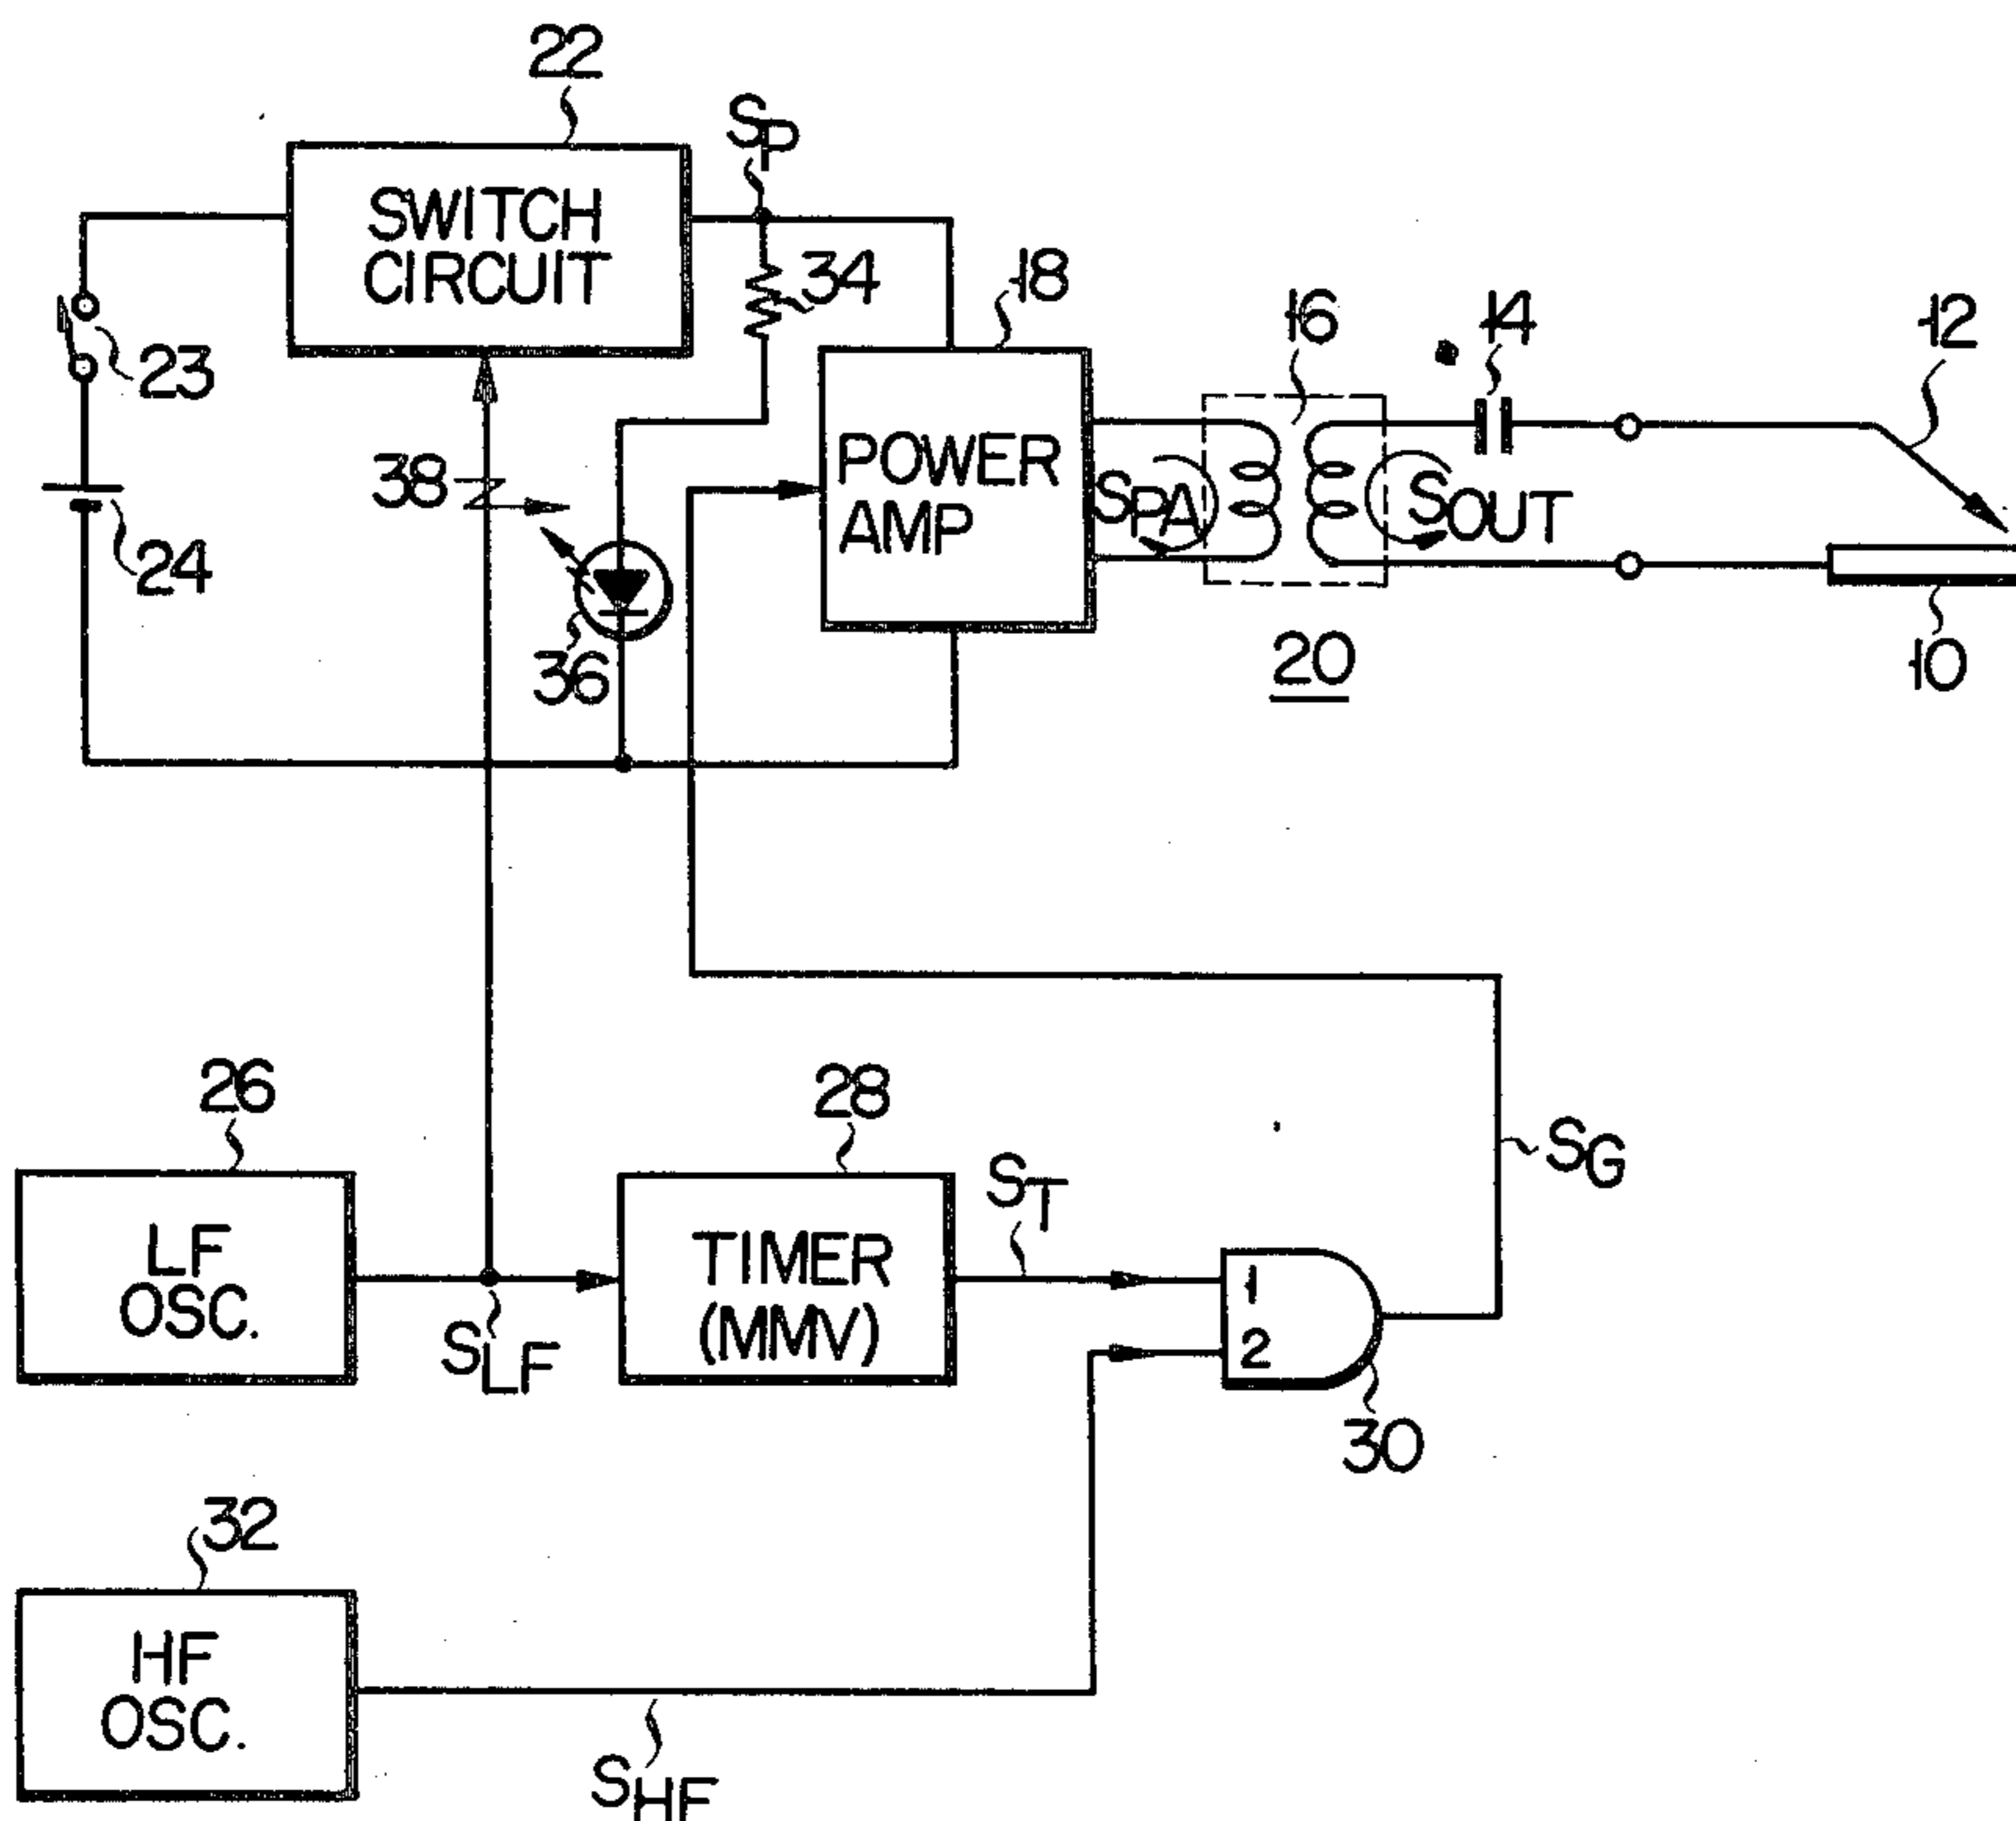 22
SP
SWITCH
CIRCUIT
34
18
16
14
12
23
38
POWER
AMP
SPA
SOUT
24
36
20
10
26
28
ST
SG
LF
OSC.
TIMER
(MMV)
1
2
SLF
30
32
HF
OSC.
SHF